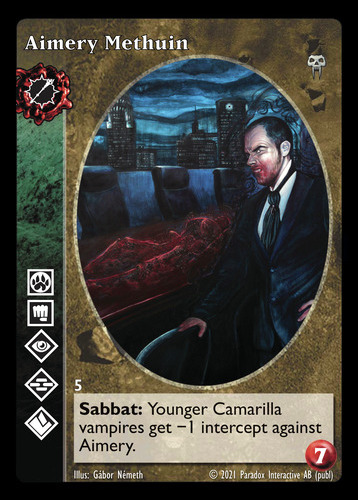 Aimery Methuin
5
Sabbat: Younger Camarilla
vampires get −1 intercept against
Aimery.
7
Illus: Gábor Németh
© 2021 Paradox Interactive AB (publ)